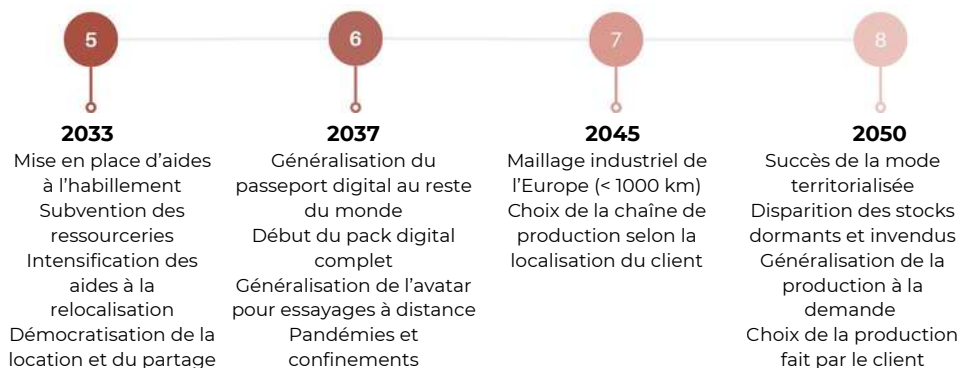 5
6
7
8
2033
Mise en place d’aides
à l’habillement
Subvention des
ressourceries
Intensification des
aides à la
relocalisation
Démocratisation de la
location et du partage
2037
Généralisation du
passeport digital au reste
du monde
Début du pack digital
complet
Généralisation de l’avatar
pour essayages à distance
Pandémies et
confinements
2045
Maillage industriel de
l’Europe (< 1000 km)
Choix de la chaîne de
production selon la
localisation du client
2050
Succès de la mode
territorialisée
Disparition des stocks
dormants et invendus
Généralisation de la
production à la
demande
Choix de la production
fait par le client